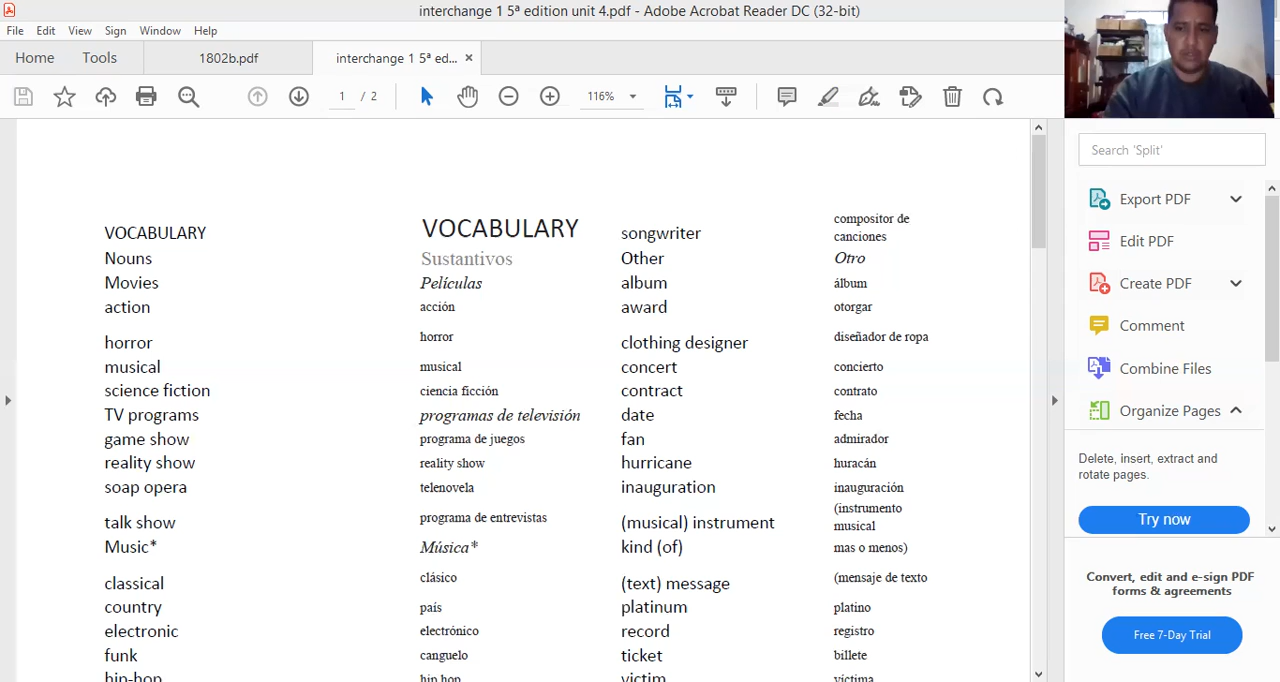 interchange 1 5ª edition unit 4.pdf - Adobe Acrobat Reader DC (32-bit)
File Edit View Sign Window Help
Home Tools 1802b.pdf interchange 1 5ª ed... ×
1 / 2 116%
Search 'Split'
Export PDF
Edit PDF
Create PDF
Comment
Combine Files
Organize Pages
Delete, insert, extract and
rotate pages.
Try now
Convert, edit and e-sign PDF
forms & agreements
Free 7-Day Trial
VOCABULARY
Nouns
Movies
action
horror
musical
science fiction
TV programs
game show
reality show
soap opera
talk show
Music*
classical
country
electronic
funk
hip-hop
VOCABULARY
Sustantivos
Películas
acción
horror
musical
ciencia ficción
programas de televisión
programa de juegos
reality show
telenovela
programa de entrevistas
Música*
clásico
país
electrónico
canguelo
hip hop
songwriter
Other
album
award
clothing designer
concert
contract
date
fan
hurricane
inauguration
(musical) instrument
kind (of)
(text) message
platinum
record
ticket
victim
compositor de
canciones
Otro
álbum
otorgar
diseñador de ropa
concierto
contrato
fecha
admirador
huracán
inauguración
(instrumento
musical
mas o menos)
(mensaje de texto
platino
registro
billete
víctima